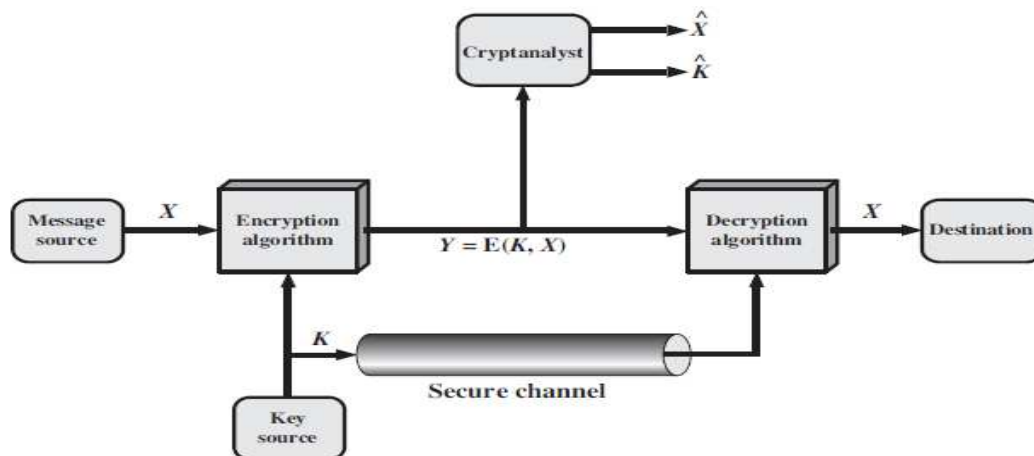 X̂
Cryptanalyst
K̂
Message
source
X
Encryption
algorithm
Y = E(K, X)
Decryption
algorithm
X
Destination
K
Secure channel
Key
source